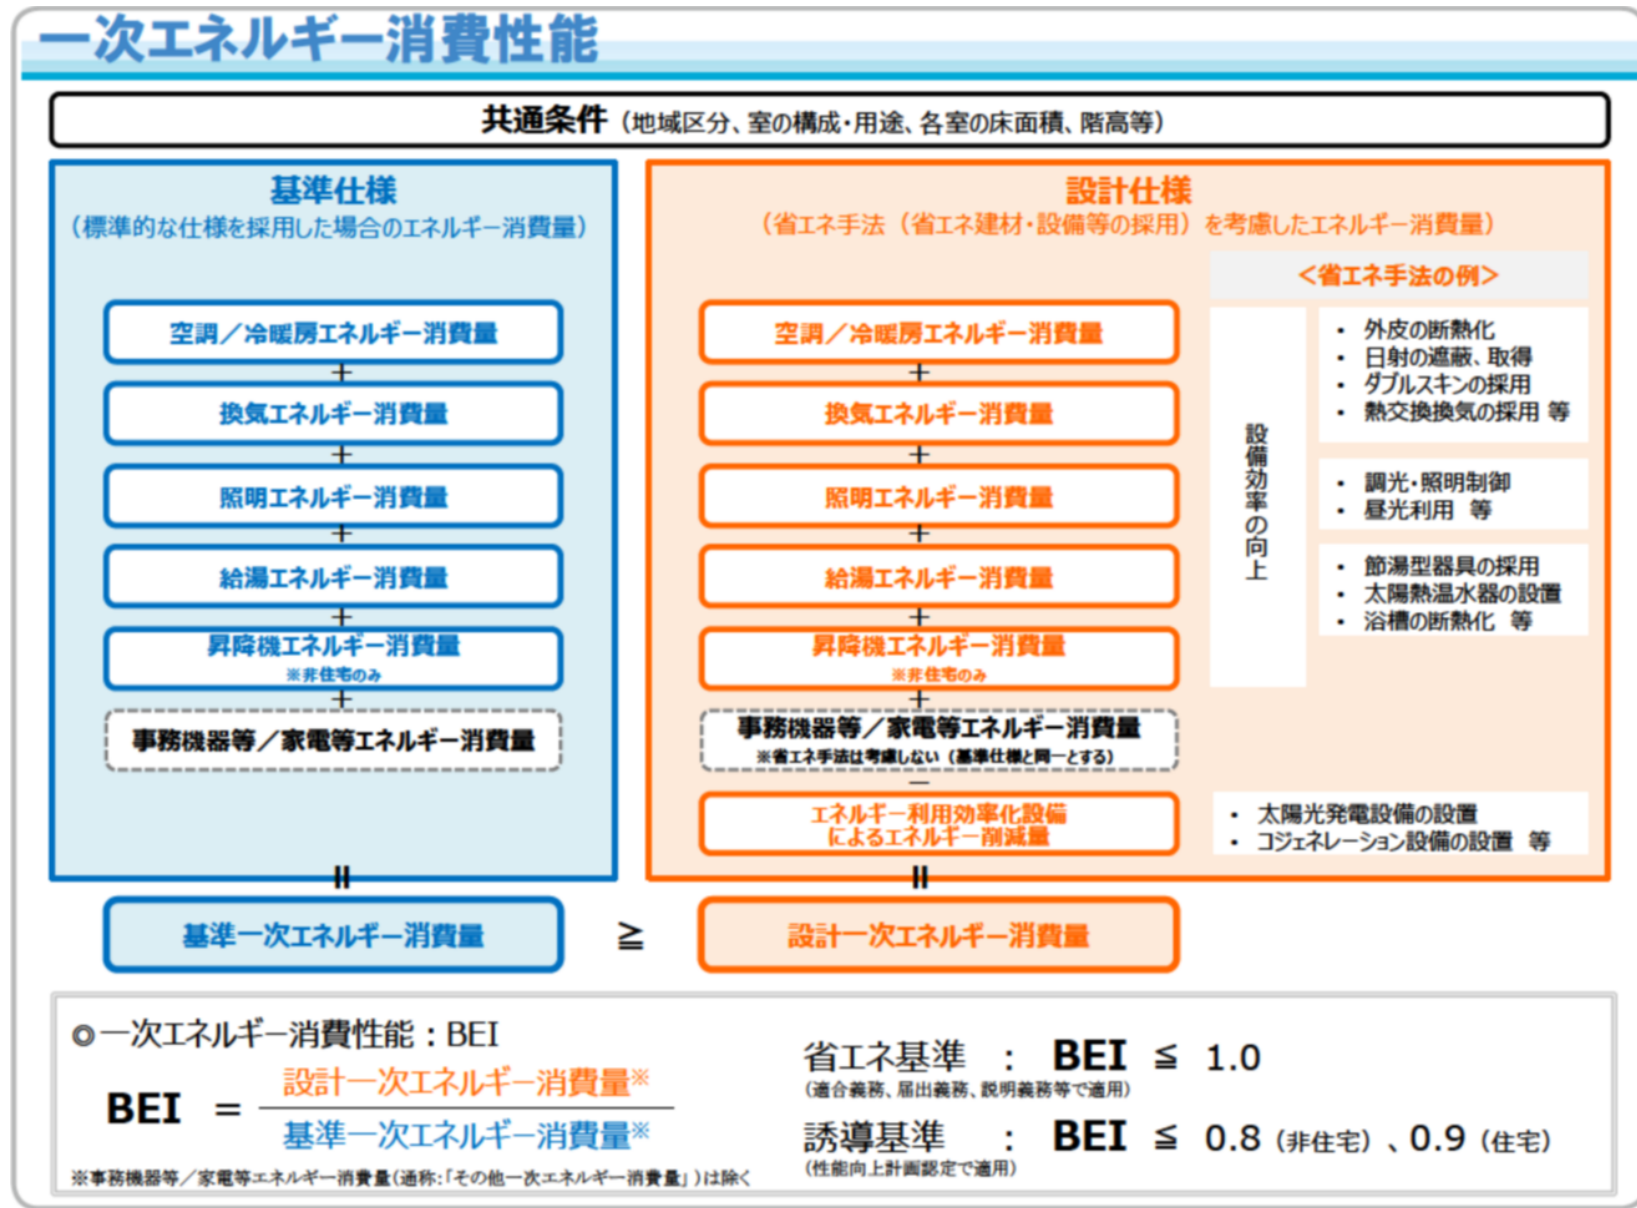 一次エネルギー消費性能
共通条件（地域区分、室の構成・用途、各室の床面積、階高等）
基準仕様
（標準的な仕様を採用した場合のエネルギー消費量）
空調／冷暖房エネルギー消費量
＋
換気エネルギー消費量
＋
照明エネルギー消費量
＋
給湯エネルギー消費量
＋
昇降機エネルギー消費量
※非住宅のみ
＋
事務機器等／家電等エネルギー消費量
＝
基準一次エネルギー消費量
≧
設計仕様
（省エネ手法（省エネ建材・設備等の採用）を考慮したエネルギー消費量）
空調／冷暖房エネルギー消費量
＋
換気エネルギー消費量
＋
照明エネルギー消費量
＋
給湯エネルギー消費量
＋
昇降機エネルギー消費量
※非住宅のみ
＋
事務機器等／家電等エネルギー消費量
※省エネ手法は考慮しない（基準仕様と同一とする）
－
エネルギー利用効率化設備
によるエネルギー削減量
＝
設計一次エネルギー消費量
＜省エネ手法の例＞
設備効率の向上
・ 外皮の断熱化
・ 日射の遮蔽、取得
・ ダブルスキンの採用
・ 熱交換換気の採用 等
・ 調光・照明制御
・ 昼光利用 等
・ 節湯型器具の採用
・ 太陽熱温水器の設置
・ 浴槽の断熱化 等
・ 太陽光発電設備の設置
・ コジェネレーション設備の設置 等
◎一次エネルギー消費性能：BEI
BEI ＝ 設計一次エネルギー消費量※
基準一次エネルギー消費量※
※事務機器等／家電等エネルギー消費量(通称:「その他一次エネルギー消費量」)は除く
省エネ基準 ： BEI ≦ 1.0
(適合義務、届出義務、説明義務等で適用)
誘導基準 ： BEI ≦ 0.8（非住宅）、0.9（住宅）
(性能向上計画認定で適用)